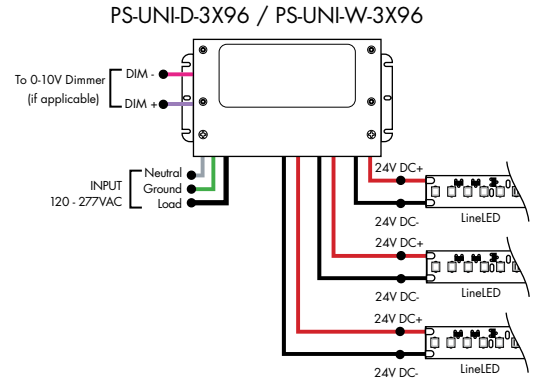 PS-UNI-D-3X96 / PS-UNI-W-3X96
To 0-10V Dimmer
(if applicable)
DIM -
DIM +
INPUT
120 - 277VAC
Neutral
Ground
Load
24V DC+
24V DC-
LineLED
24V DC+
24V DC-
LineLED
24V DC+
24V DC-
LineLED